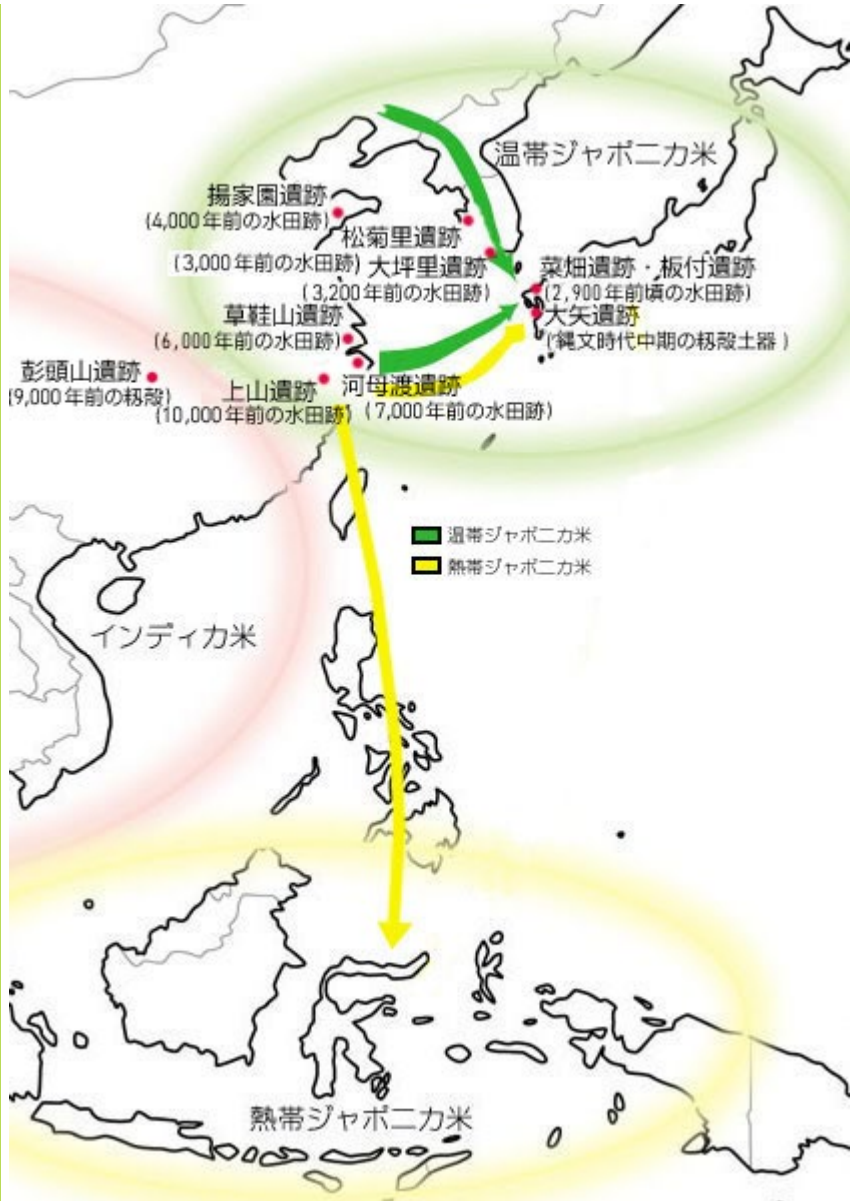 温帯ジャポニカ米
揚家園遺跡
(4,000年前の水田跡)
松菊里遺跡
(3,000年前の水田跡)
大坪里遺跡
(3,200年前の水田跡)
菜畑遺跡・板付遺跡
(2,900年前頃の水田跡)
大矢遺跡
(縄文時代中期の籾殻土器)
草鞋山遺跡
(6,000年前の水田跡)
彭頭山遺跡
(9,000年前の籾殻)
上山遺跡
(10,000年前の水田跡)
河母渡遺跡
(7,000年前の水田跡)
温帯ジャポニカ米
熱帯ジャポニカ米
インディカ米
熱帯ジャポニカ米